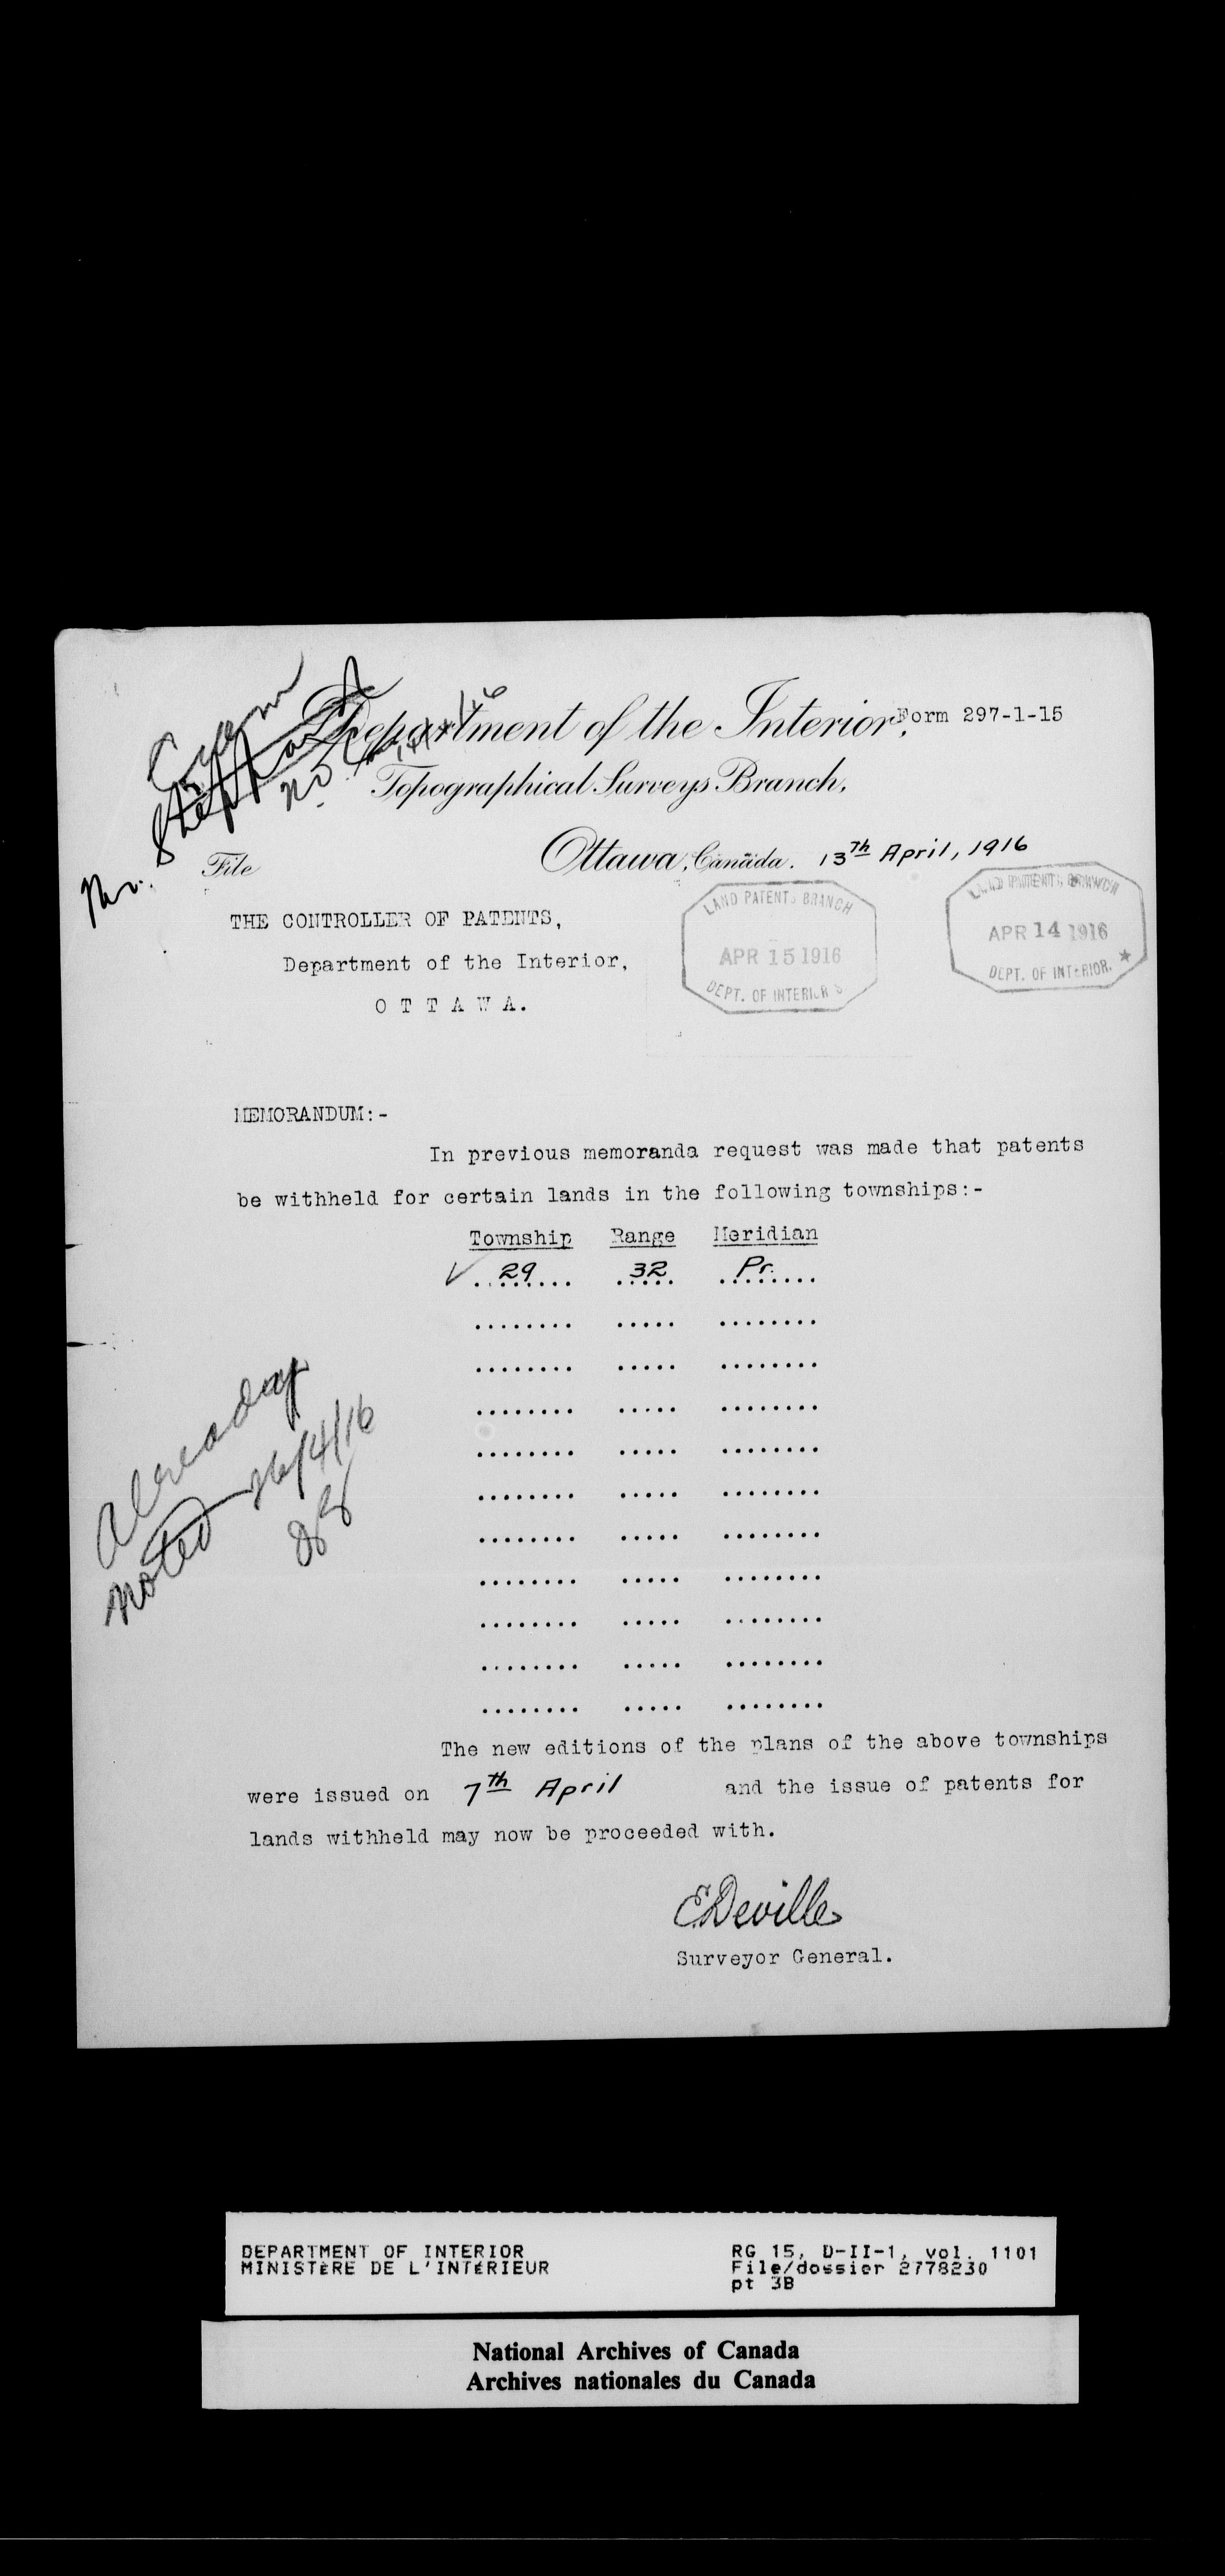 Department of the Interior,
Form 297-1-15
Topographical Surveys Branch,
Mr.
File
Ottawa, Canada. 13th April, 1916
THE CONTROLLER OF PATENTS,
Department of the Interior,
O T T A W A.
LAND PATENTS BRANCH
APR 15 1916
DEPT. OF INTERIOR
LAND PATENTS BRANCH
APR 14 1916
DEPT. OF INTERIOR.
MEMORANDUM:-
In previous memoranda request was made that patents
be withheld for certain lands in the following townships:-
Township Range Meridian
✓ 29 32 Pr.
Already
noted 26/4/16
The new editions of the plans of the above townships
were issued on 7th April and the issue of patents for
lands withheld may now be proceeded with.
E. Deville
Surveyor General.
DEPARTMENT OF INTERIOR
MINISTÈRE DE L'INTÉRIEUR
RG 15, D-II-1, vol. 1101
File/dossier 2778230
pt 3B
National Archives of Canada
Archives nationales du Canada